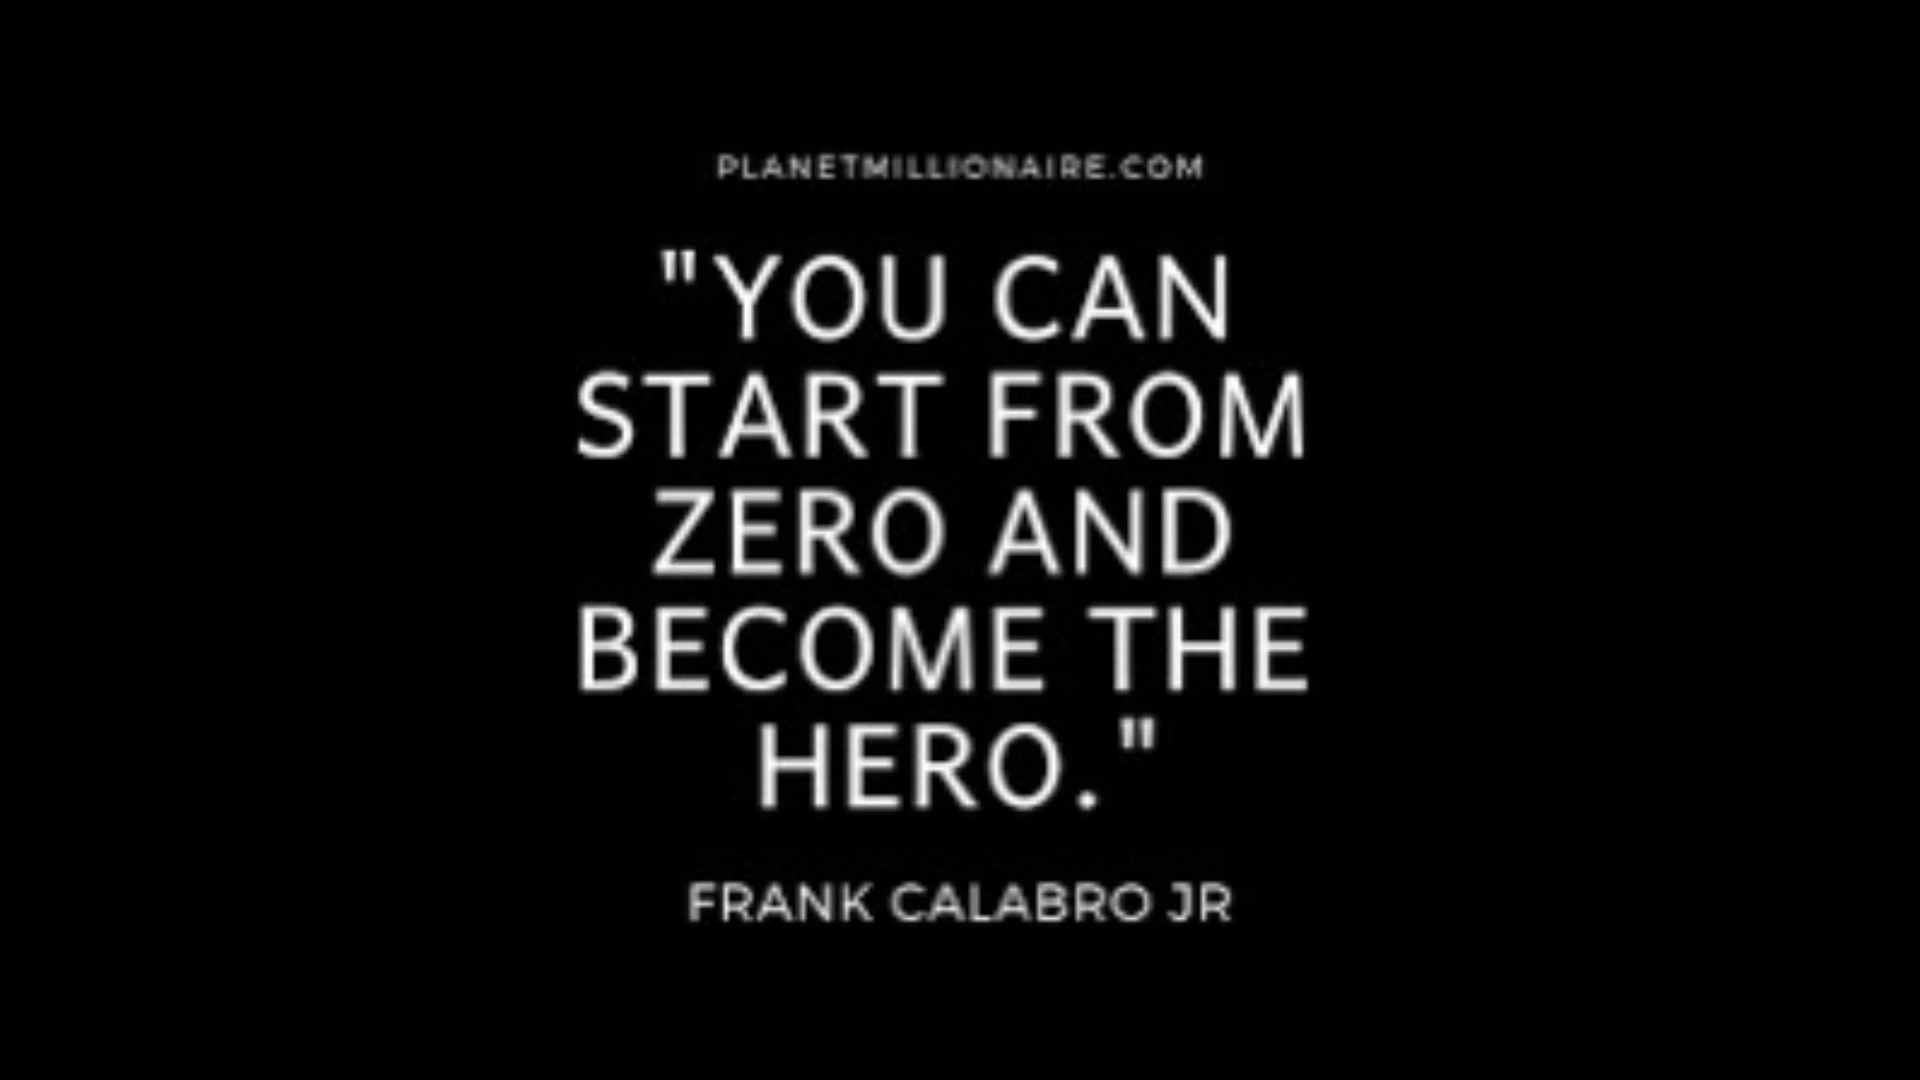 PLANETMILLIONAIRE.COM
"YOU CAN
START FROM
ZERO AND
BECOME THE
HERO."
FRANK CALABRO JR